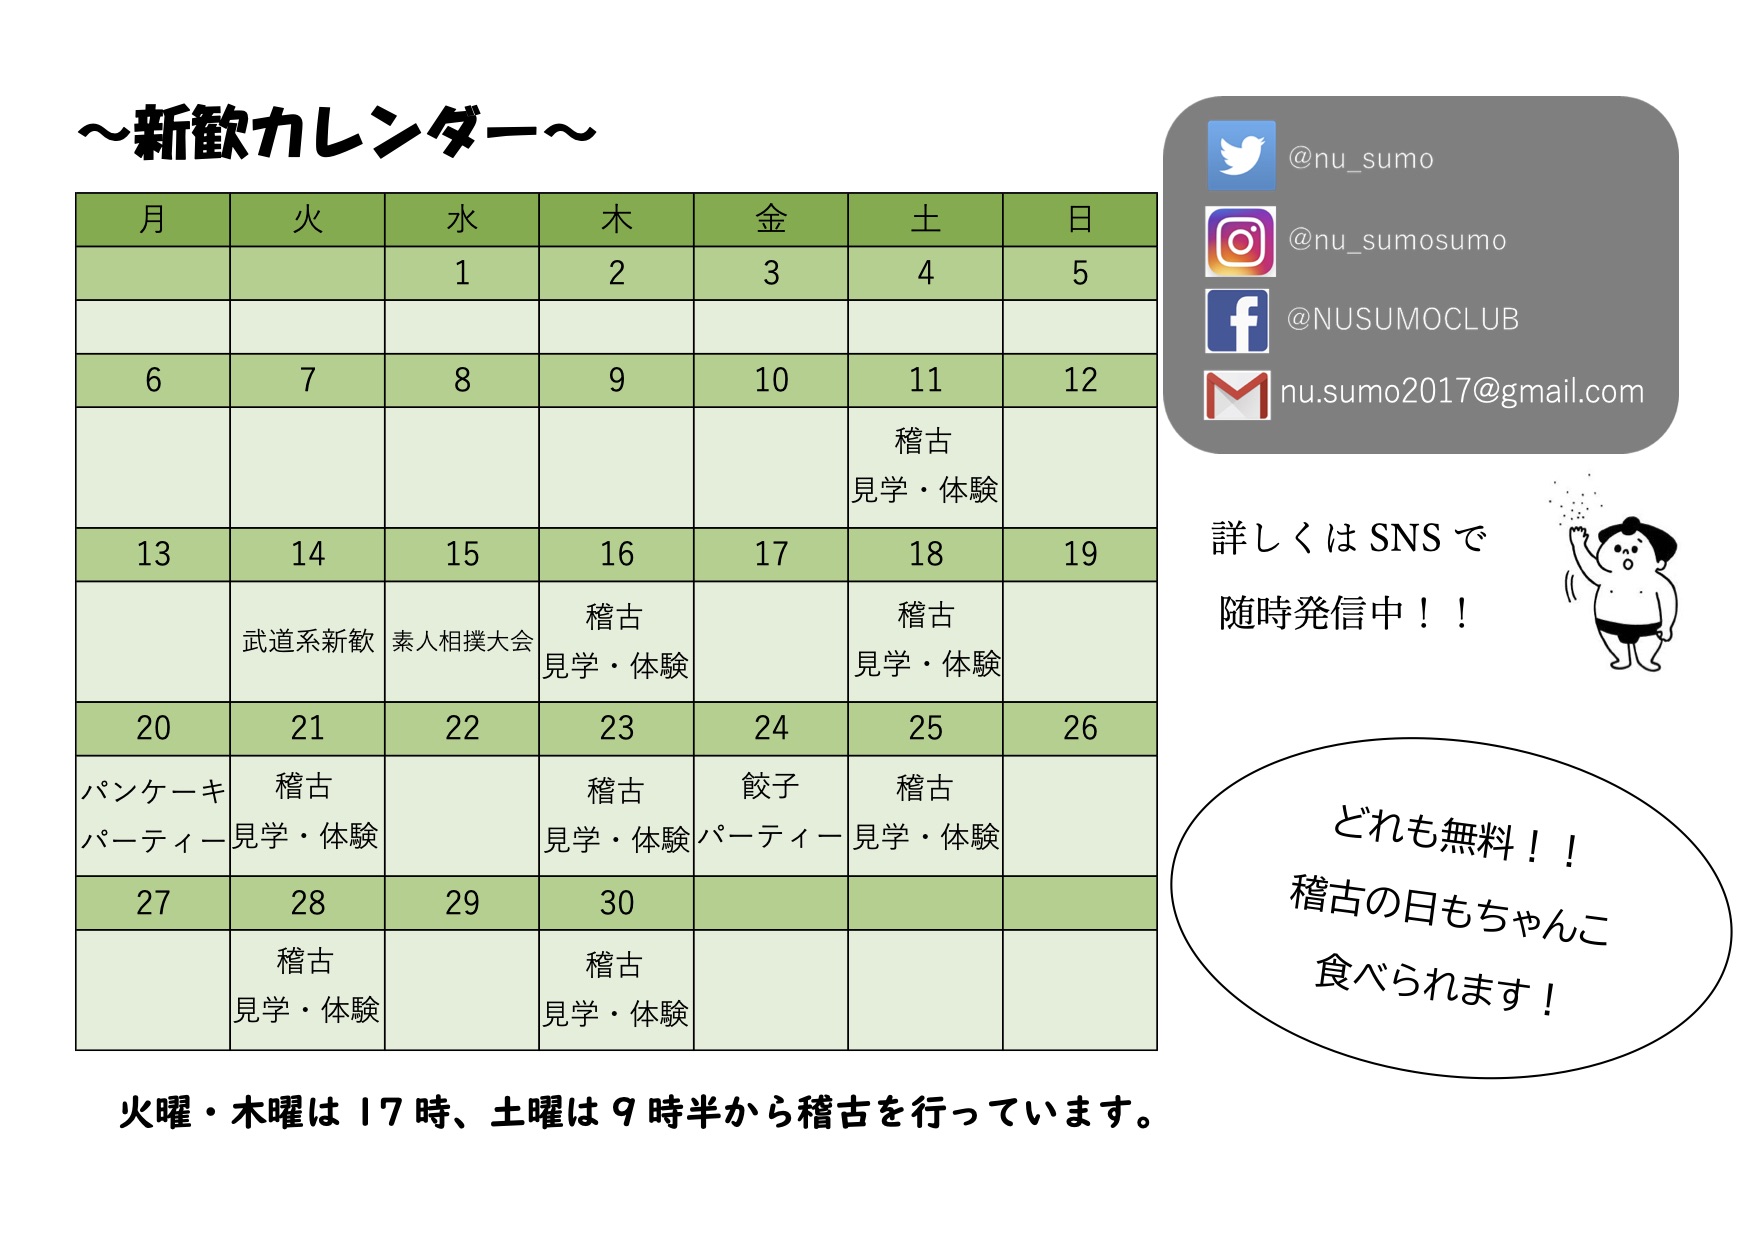 ～新歓カレンダー～
月 火 水 木 金 土 日
1 2 3 4 5
6 7 8 9 10 11 12
稽古
見学・体験
13 14 15 16 17 18 19
武道系新歓 素人相撲大会 稽古 稽古
見学・体験 見学・体験
20 21 22 23 24 25 26
パンケーキ 稽古 稽古 餃子 稽古
パーティー 見学・体験 見学・体験 パーティー 見学・体験
27 28 29 30
稽古 稽古
見学・体験 見学・体験
火曜・木曜は 17 時、土曜は 9 時半から稽古を行っています。
@nu_sumo
@nu_sumosumo
@NUSUMOCLUB
nu.sumo2017@gmail.com
詳しくは SNS で
随時発信中！！
どれも無料！！
稽古の日もちゃんこ
食べられます！